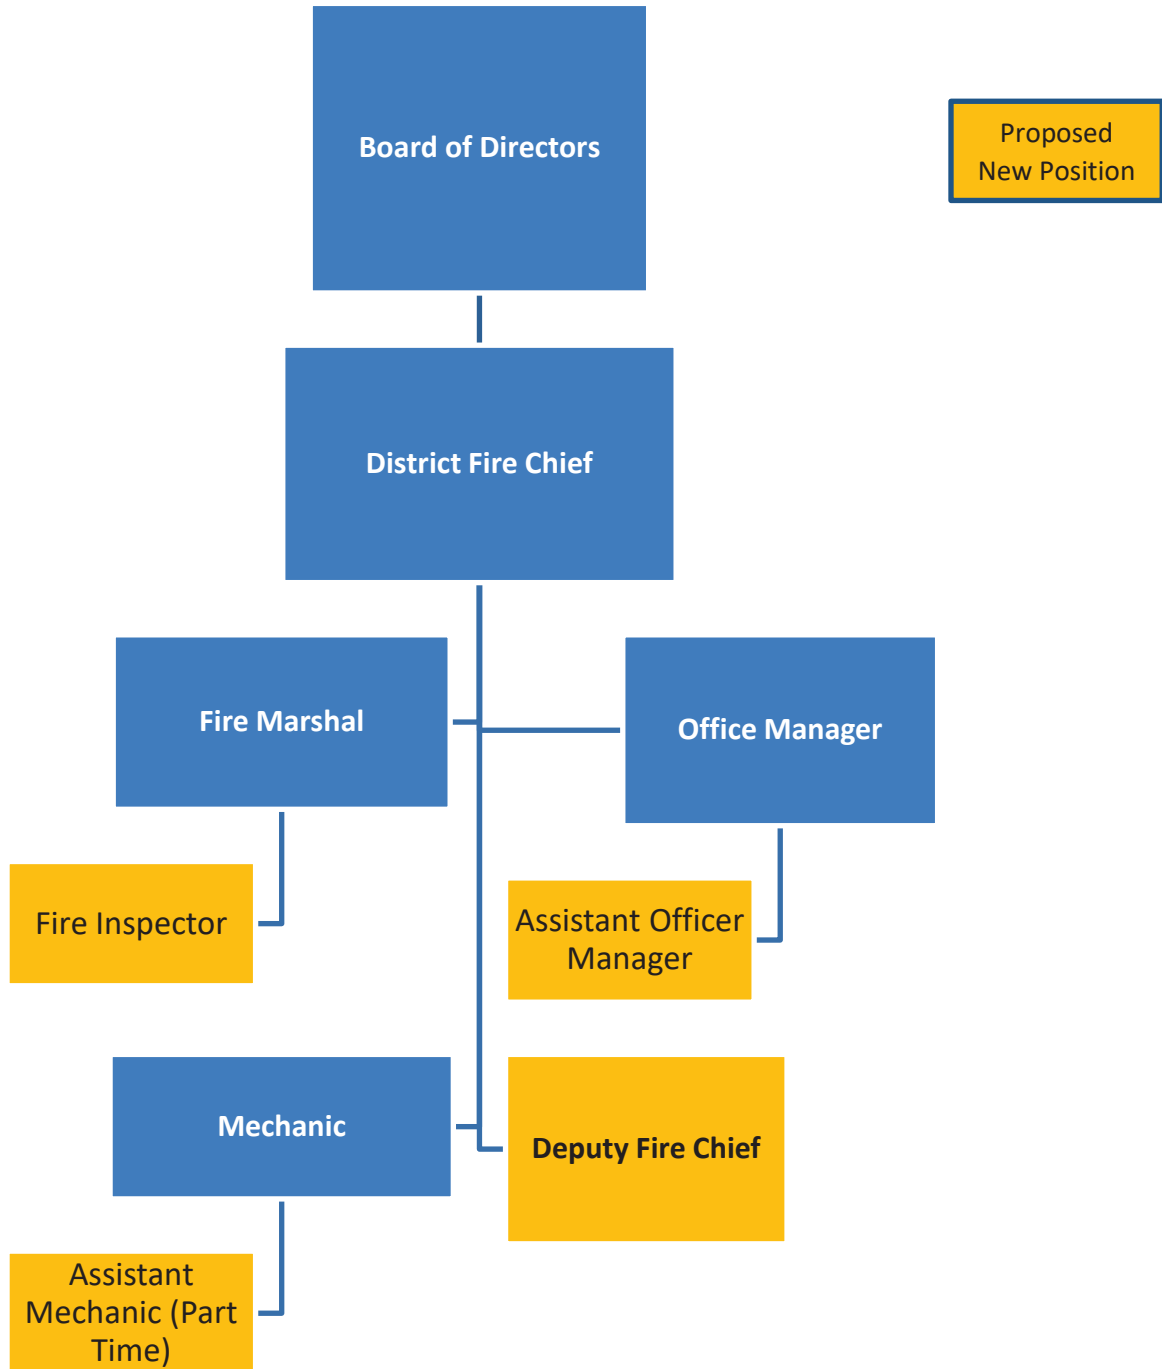 Board of Directors
Proposed
New Position
District Fire Chief
Fire Marshal
Office Manager
Fire Inspector
Assistant Officer
Manager
Mechanic
Deputy Fire Chief
Assistant
Mechanic (Part
Time)